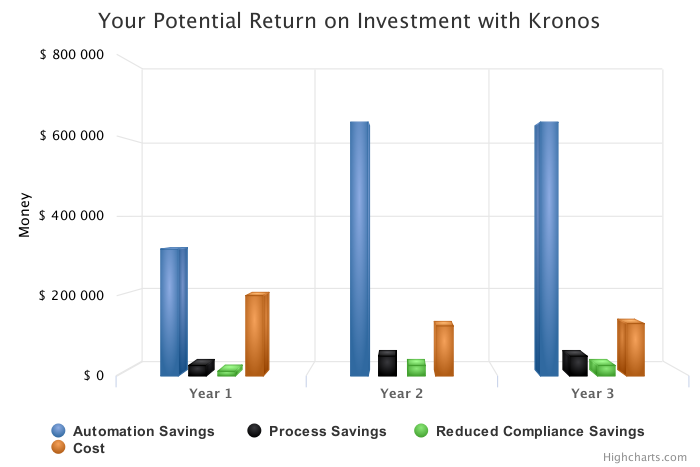 Your Potential Return on Investment with Kronos
$ 800 000
$ 600 000
$ 400 000
$ 200 000
$ 0
Money
Year 1
Year 2
Year 3
Automation Savings
Process Savings
Reduced Compliance Savings
Cost
Highcharts.com